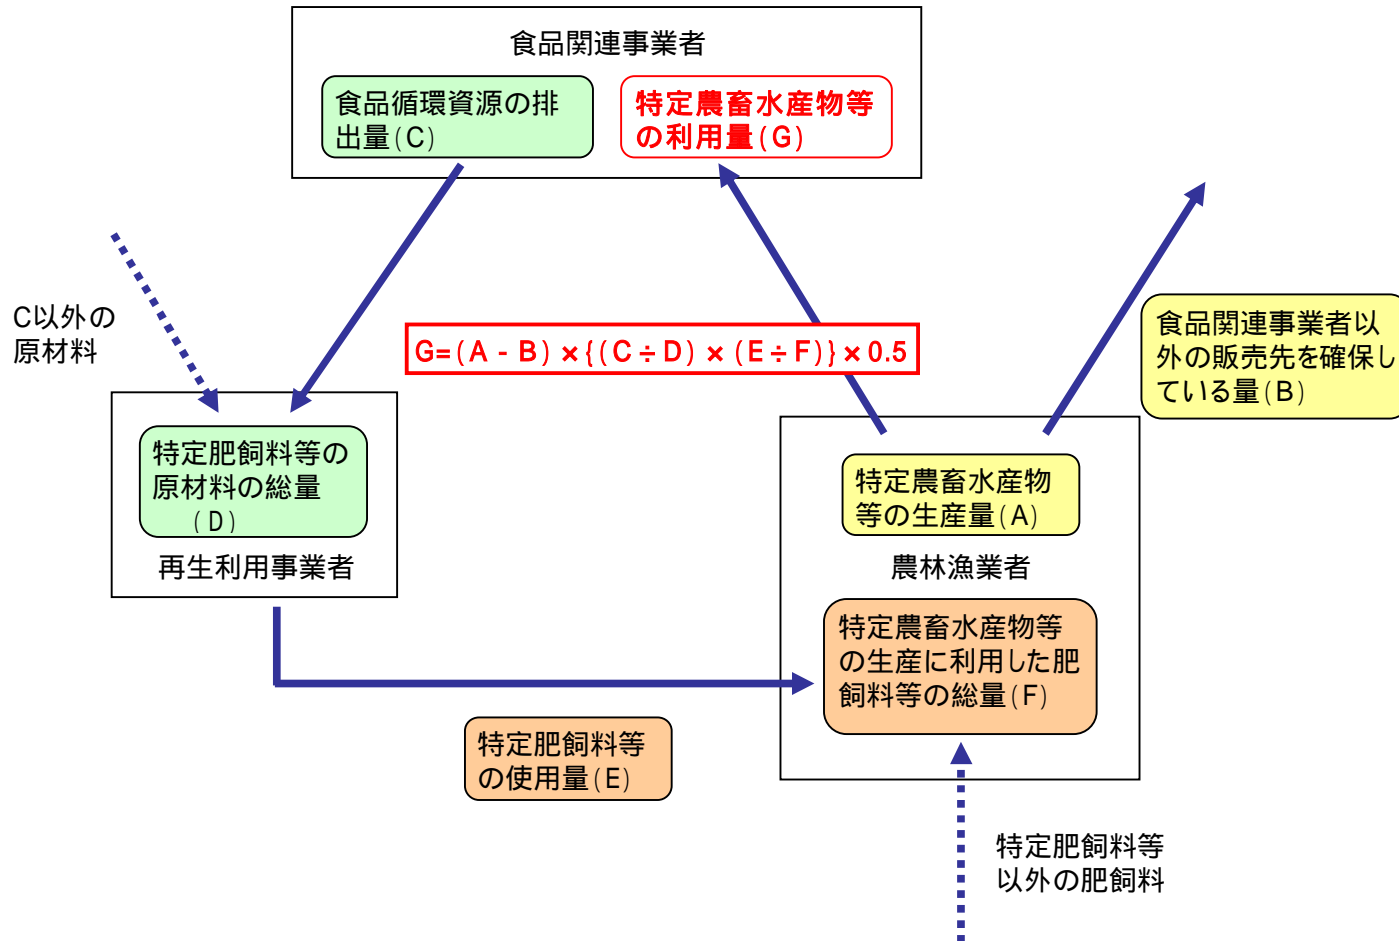 食品関連事業者
食品循環資源の排
出量(C)
特定農畜水産物等
の利用量(G)
C以外の
原材料
食品関連事業者以
外の販売先を確保し
ている量(B)
G=(A - B) × {(C ÷ D) × (E ÷ F)} × 0.5
特定肥飼料等の
原材料の総量
(D)
再生利用事業者
特定農畜水産物
等の生産量(A)
農林漁業者
特定農畜水産物等
の生産に利用した肥
飼料等の総量(F)
特定肥飼料等
の使用量(E)
特定肥飼料等
以外の肥飼料